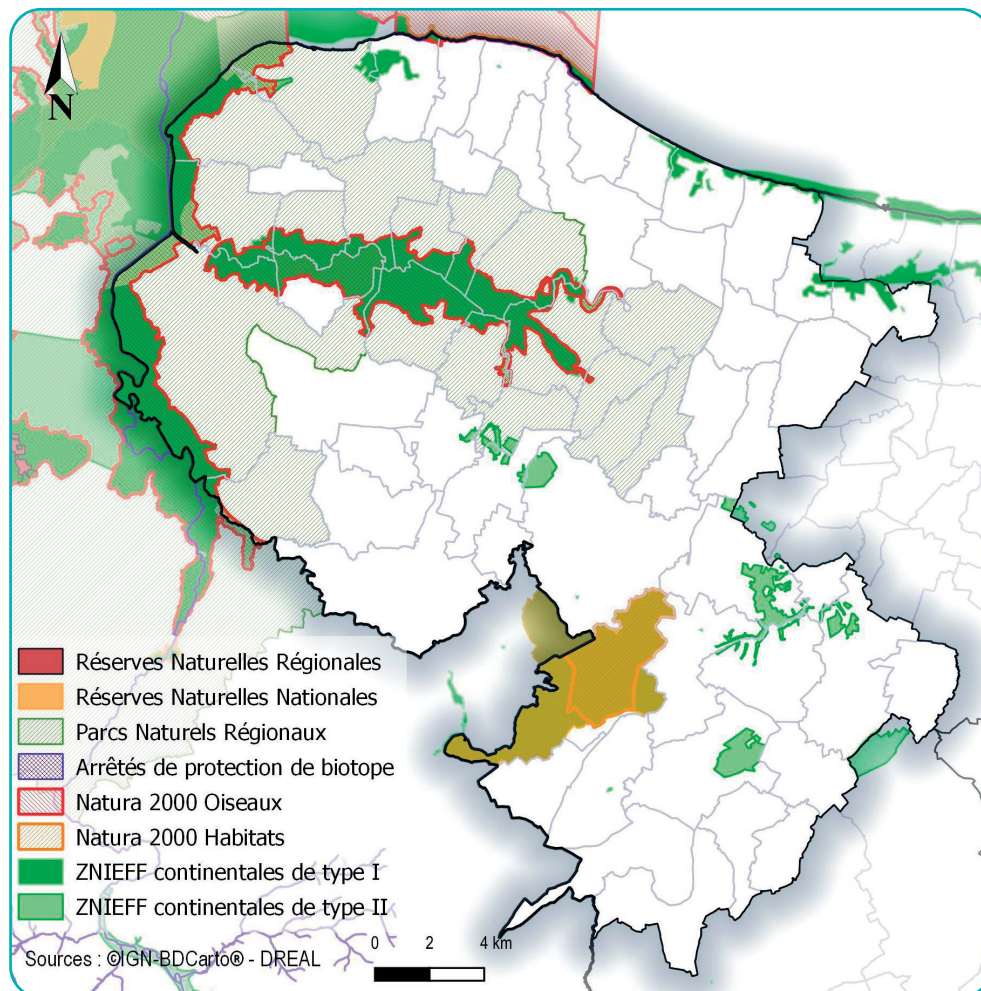 N
Réserves Naturelles Régionales
Réserves Naturelles Nationales
Parcs Naturels Régionaux
Arrêtés de protection de biotope
Natura 2000 Oiseaux
Natura 2000 Habitats
ZNIEFF continentales de type I
ZNIEFF continentales de type II
0 2 4 km
Sources : ©IGN-BDCarto® - DREAL